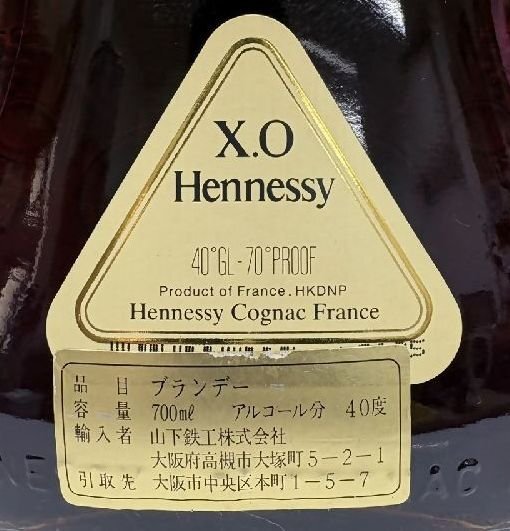 X.O
Hennessy
40°GL-70°PROOF
Product of France. HKDNP
Hennessy Cognac France
品目 ブランデー
容量 700mℓ アルコール分 40度
輸入者 山下鉄工株式会社
大阪府高槻市大塚町5-2-1
引取先 大阪市中央区本町1-5-7
AC